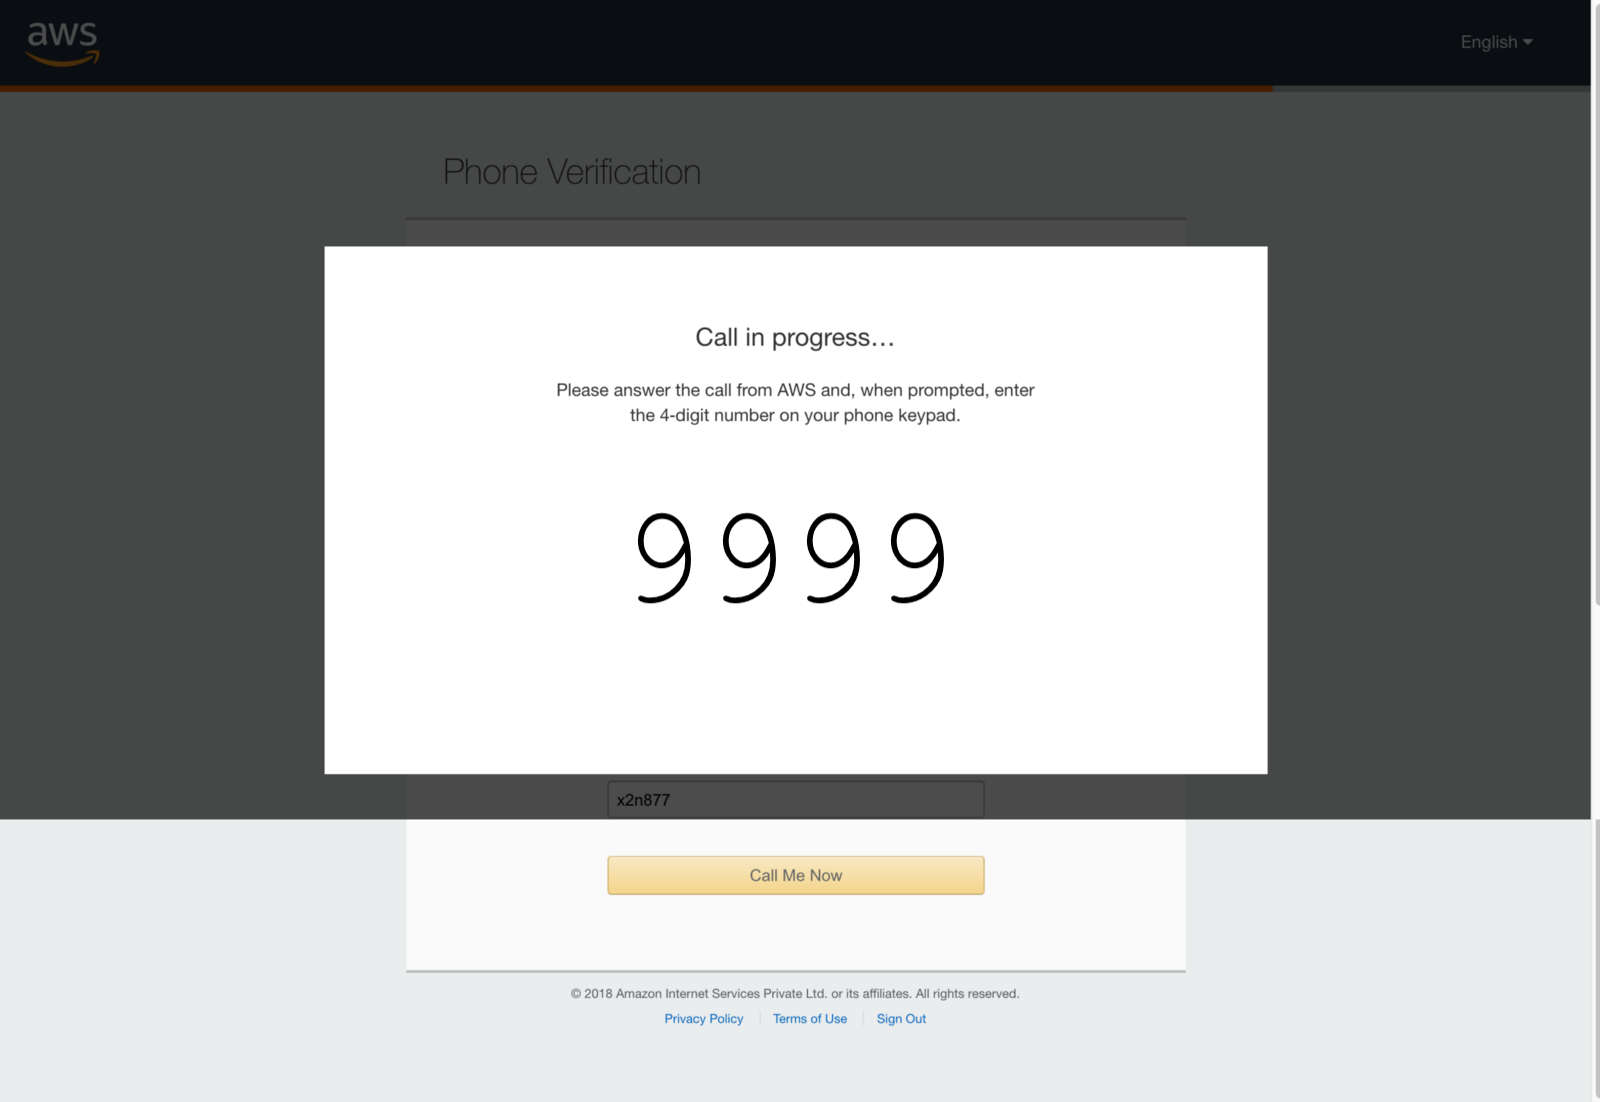 aws
English
Phone Verification
Call in progress...
Please answer the call from AWS and, when prompted, enter
the 4-digit number on your phone keypad.
9999
x2n877
Call Me Now
© 2018 Amazon Internet Services Private Ltd. or its affiliates. All rights reserved.
Privacy Policy Terms of Use Sign Out